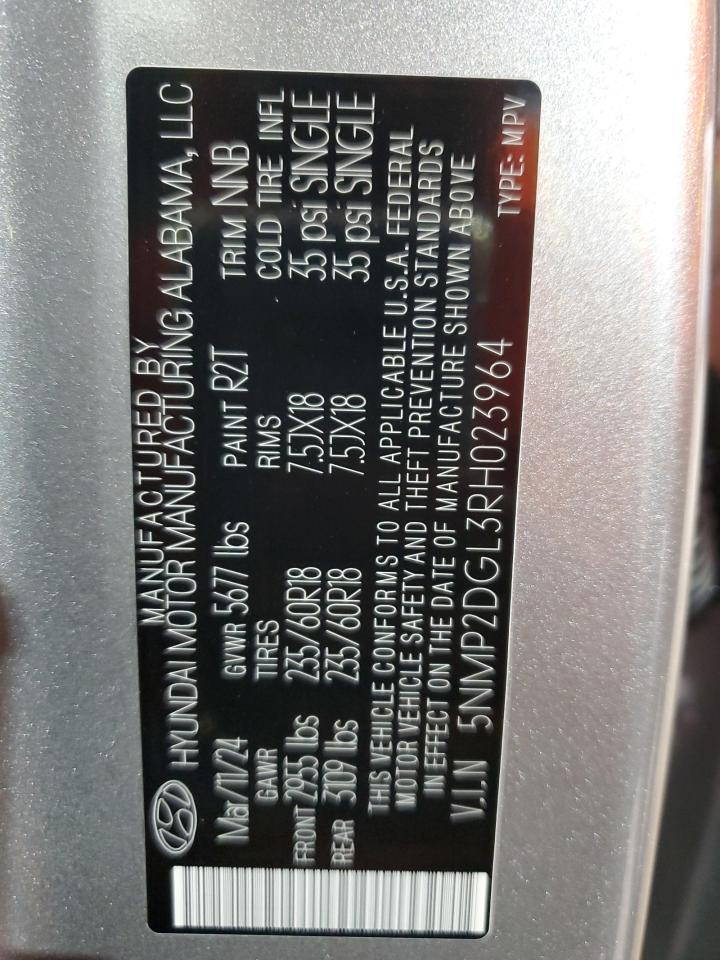 MANUFACTURED BY
HYUNDAI MOTOR MANUFACTURING ALABAMA, LLC
Mar/11/24 GVWR 5677 lbs PAINT R2T TRIM NNB
GAWR TIRES RIMS COLD TIRE INFL
FRONT 2955 lbs 235/60R18 7.5JX18 35 psi SINGLE
REAR 3109 lbs 235/60R18 7.5JX18 35 psi SINGLE
THIS VEHICLE CONFORMS TO ALL APPLICABLE U.S.A. FEDERAL
MOTOR VEHICLE SAFETY AND THEFT PREVENTION STANDARDS
IN EFFECT ON THE DATE OF MANUFACTURE SHOWN ABOVE
V.I.N 5NMP2DGL3RH023964
TYPE: MPV